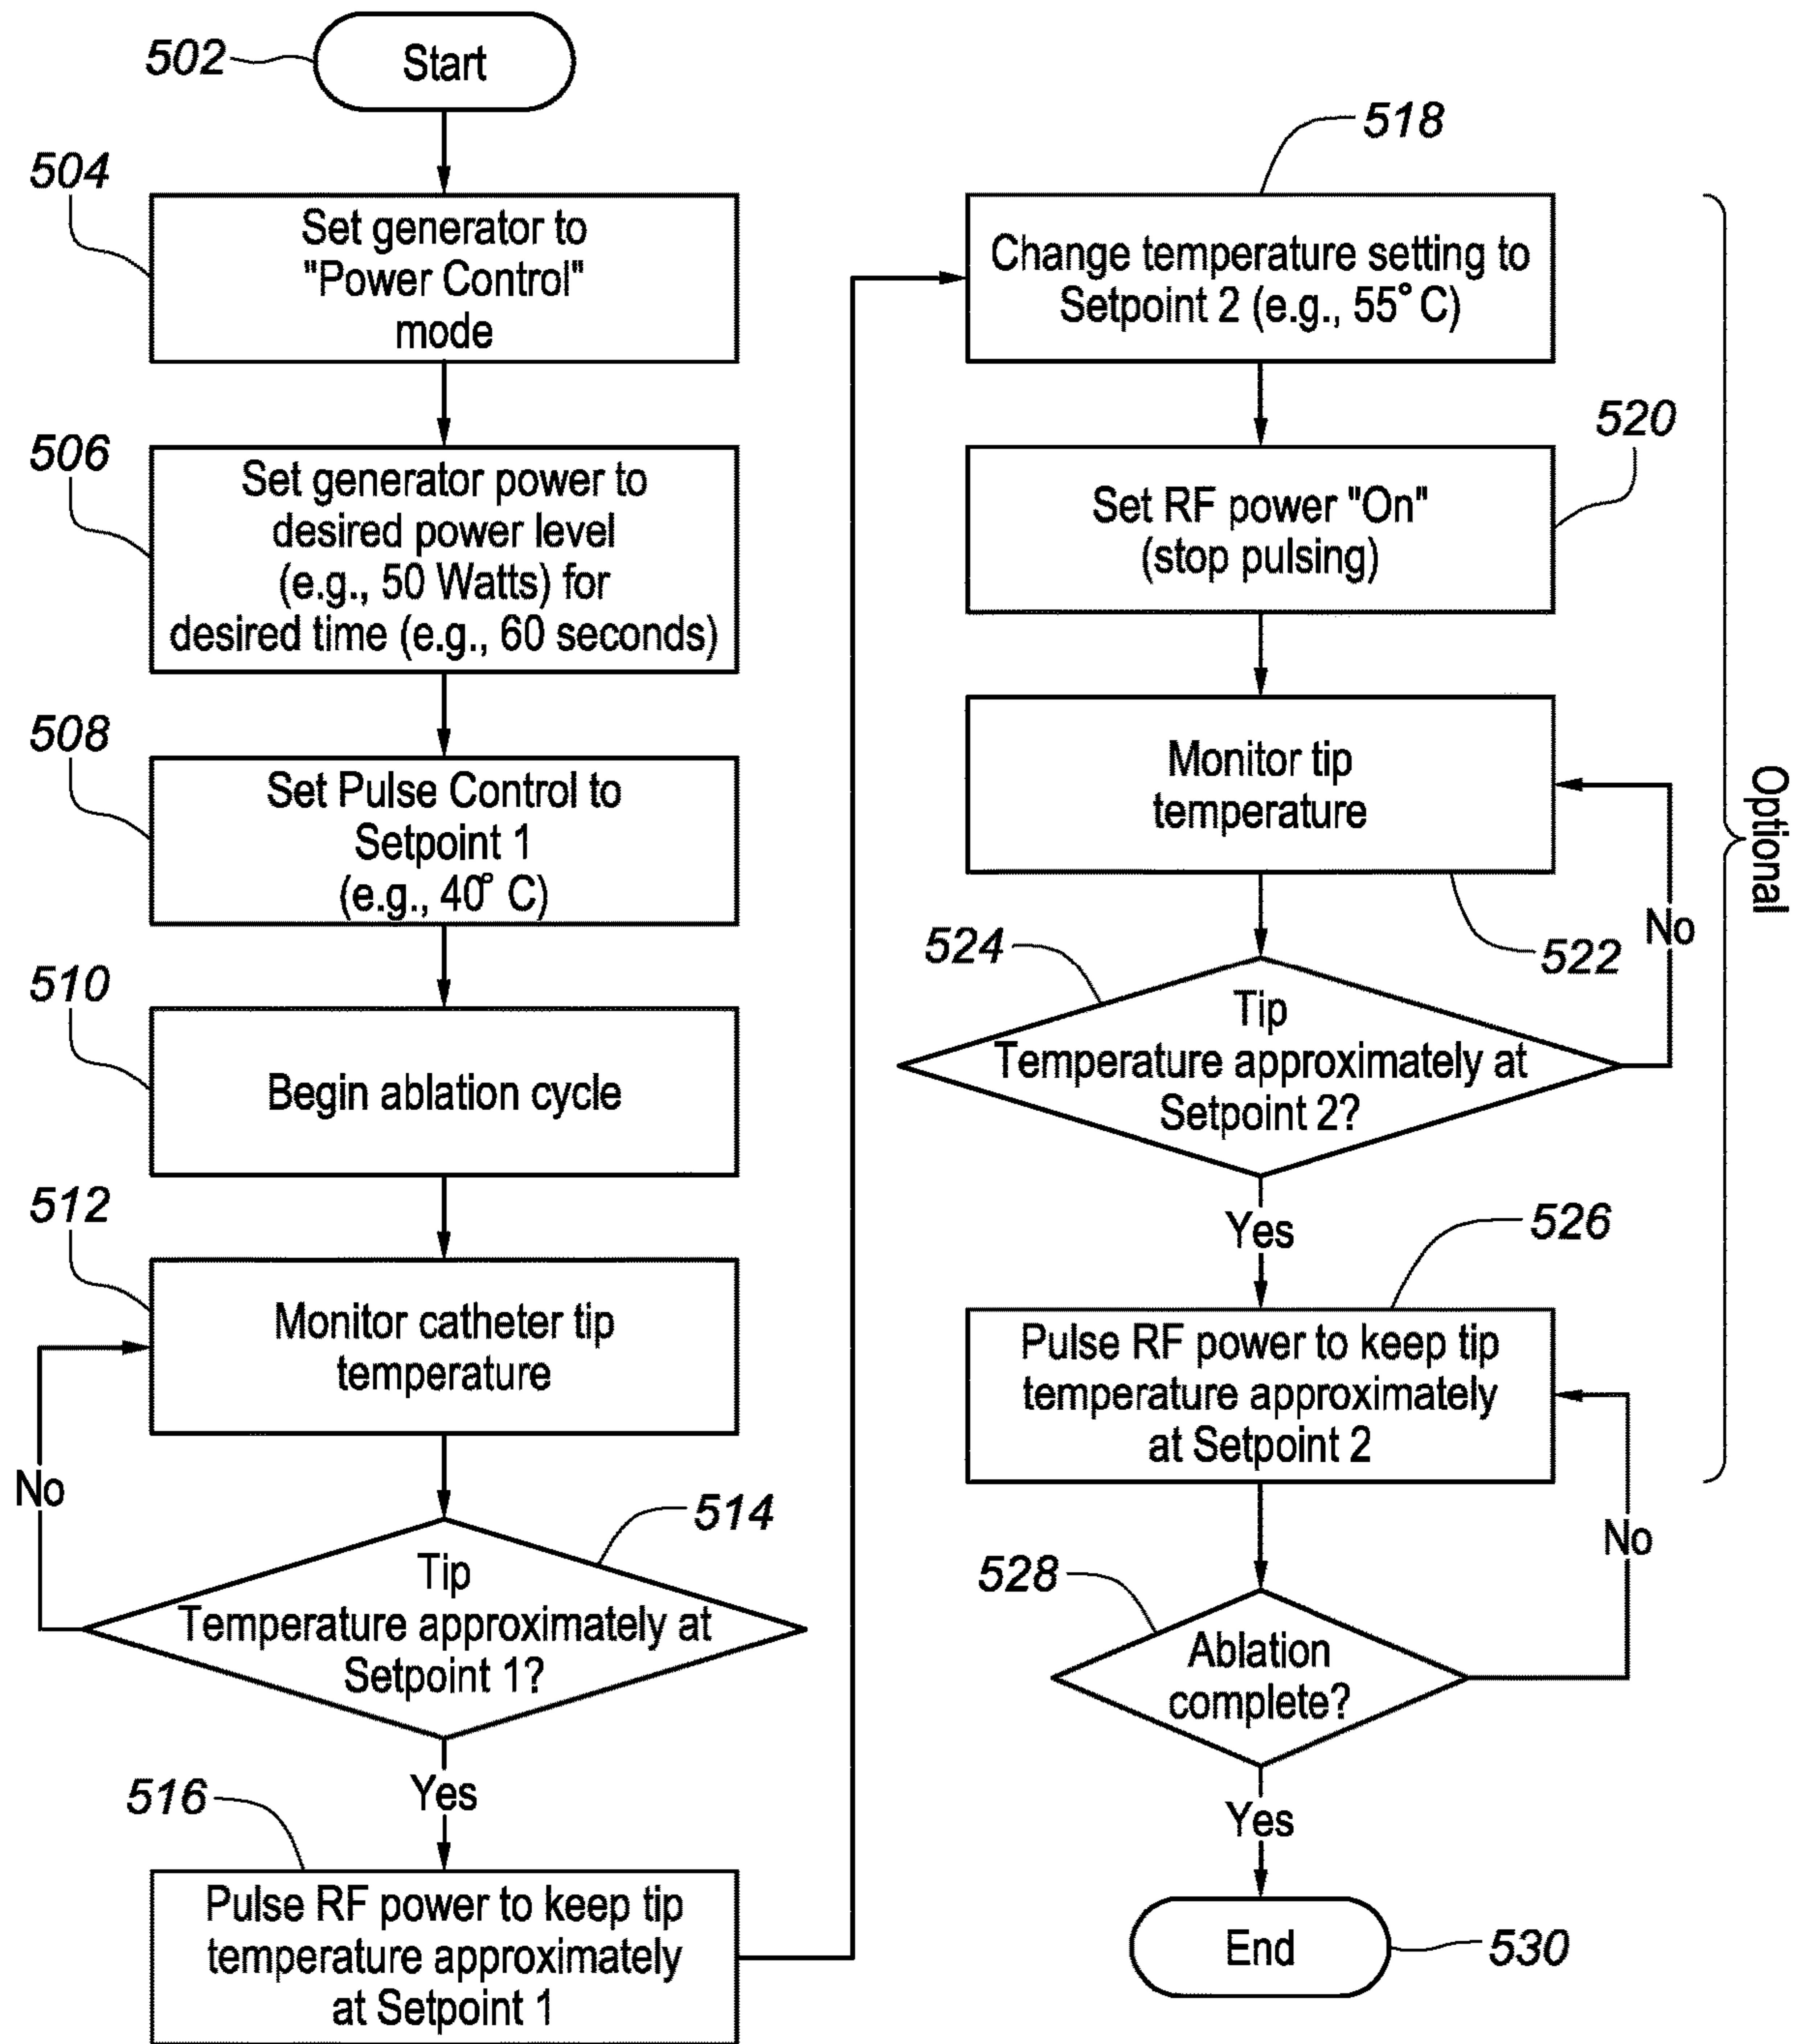 502
Start
504
Set generator to
"Power Control"
mode
506
Set generator power to
desired power level
(e.g., 50 Watts) for
desired time (e.g., 60 seconds)
508
Set Pulse Control to
Setpoint 1
(e.g., 40° C)
510
Begin ablation cycle
512
Monitor catheter tip
temperature
No
514
Tip
Temperature approximately at
Setpoint 1?
Yes
516
Pulse RF power to keep tip
temperature approximately
at Setpoint 1
518
Change temperature setting to
Setpoint 2 (e.g., 55° C)
520
Set RF power "On"
(stop pulsing)
Monitor tip
temperature
522
No
Optional
524
Tip
Temperature approximately at
Setpoint 2?
Yes
526
Pulse RF power to keep tip
temperature approximately
at Setpoint 2
No
528
Ablation
complete?
Yes
End
530